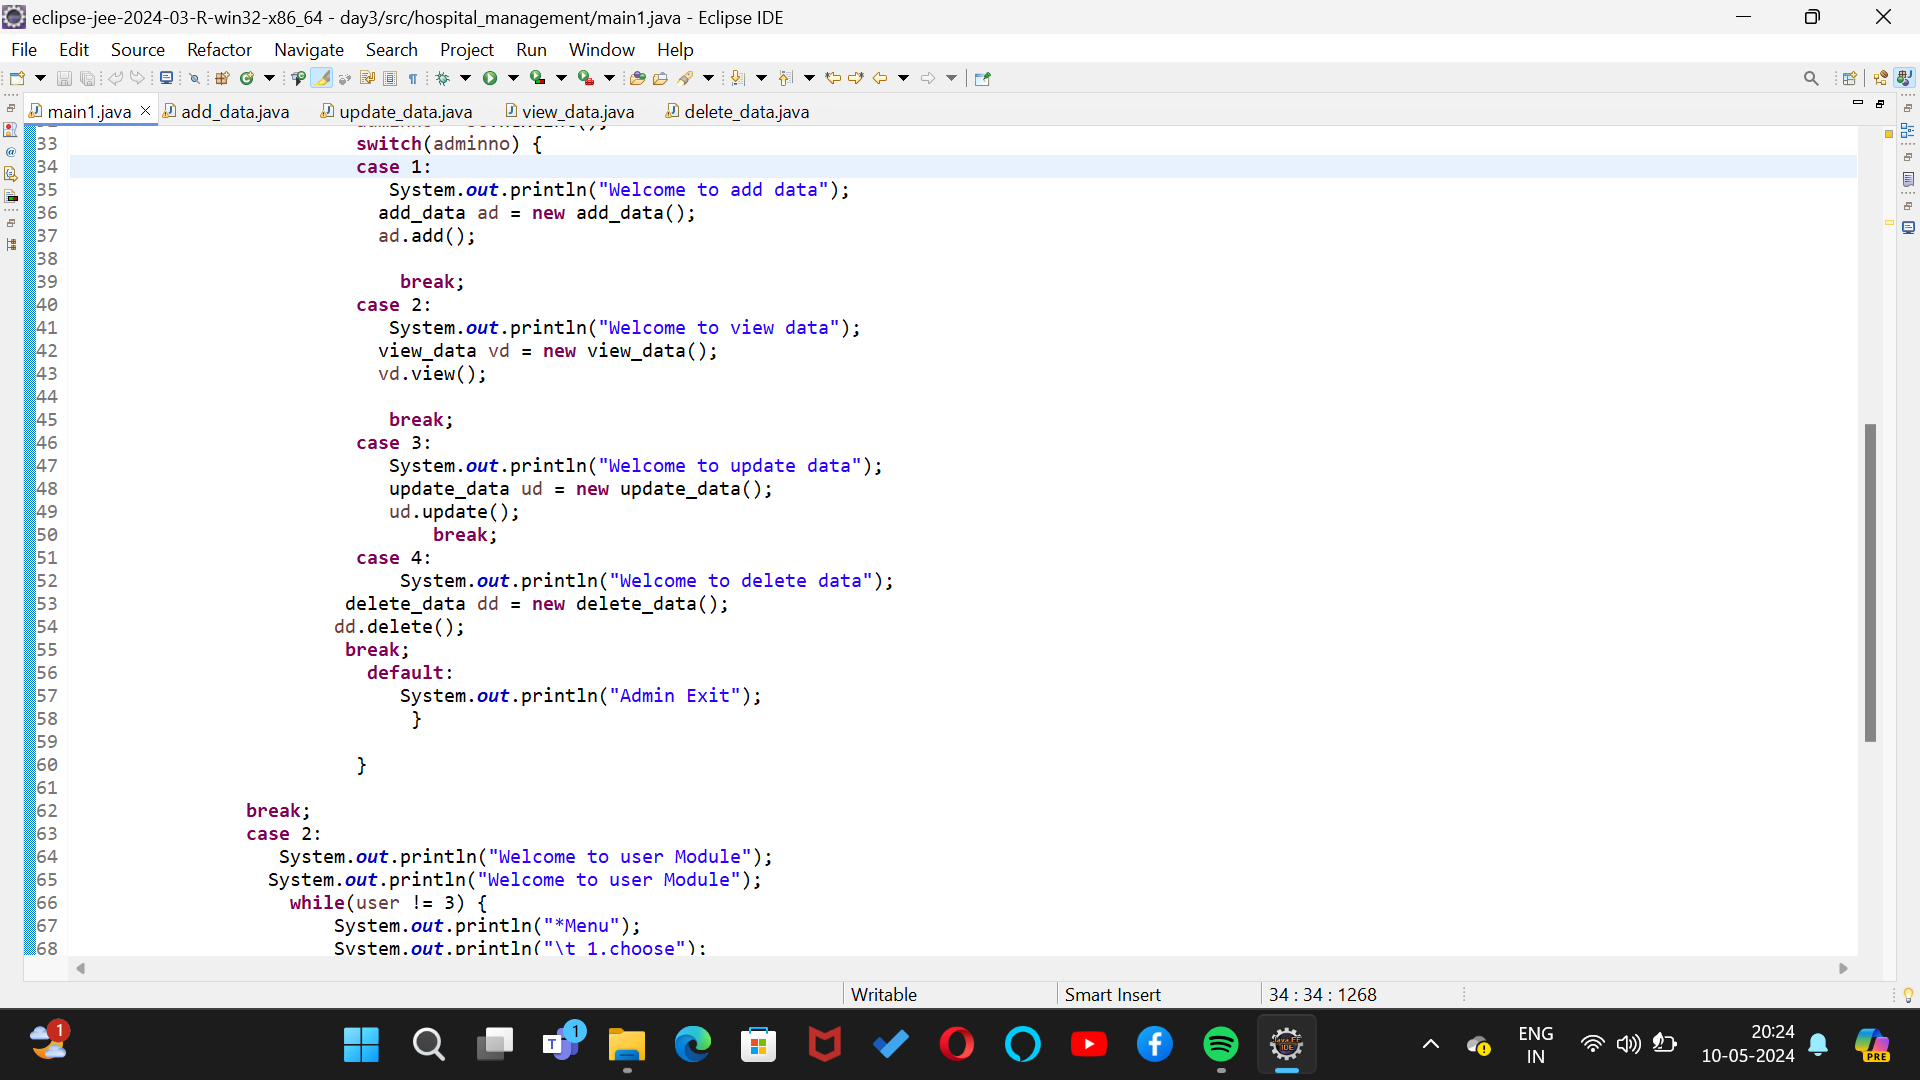 eclipse-jee-2024-03-R-win32-x86_64 - day3/src/hospital_management/main1.java - Eclipse IDE
File Edit Source Refactor Navigate Search Project Run Window Help
main1.java add_data.java update_data.java view_data.java delete_data.java
33 switch(adminno) {
34 case 1:
35 System.out.println("Welcome to add data");
36 add_data ad = new add_data();
37 ad.add();
38
39 break;
40 case 2:
41 System.out.println("Welcome to view data");
42 view_data vd = new view_data();
43 vd.view();
44
45 break;
46 case 3:
47 System.out.println("Welcome to update data");
48 update_data ud = new update_data();
49 ud.update();
50 break;
51 case 4:
52 System.out.println("Welcome to delete data");
53 delete_data dd = new delete_data();
54 dd.delete();
55 break;
56 default:
57 System.out.println("Admin Exit");
58 }
59
60 }
61
62 break;
63 case 2:
64 System.out.println("Welcome to user Module");
65 System.out.println("Welcome to user Module");
66 while(user != 3) {
67 System.out.println("*Menu");
68 System.out.println("\t 1.choose");
Writable Smart Insert 34 : 34 : 1268
1 1 ENG 20:24
IN 10-05-2024 PRE